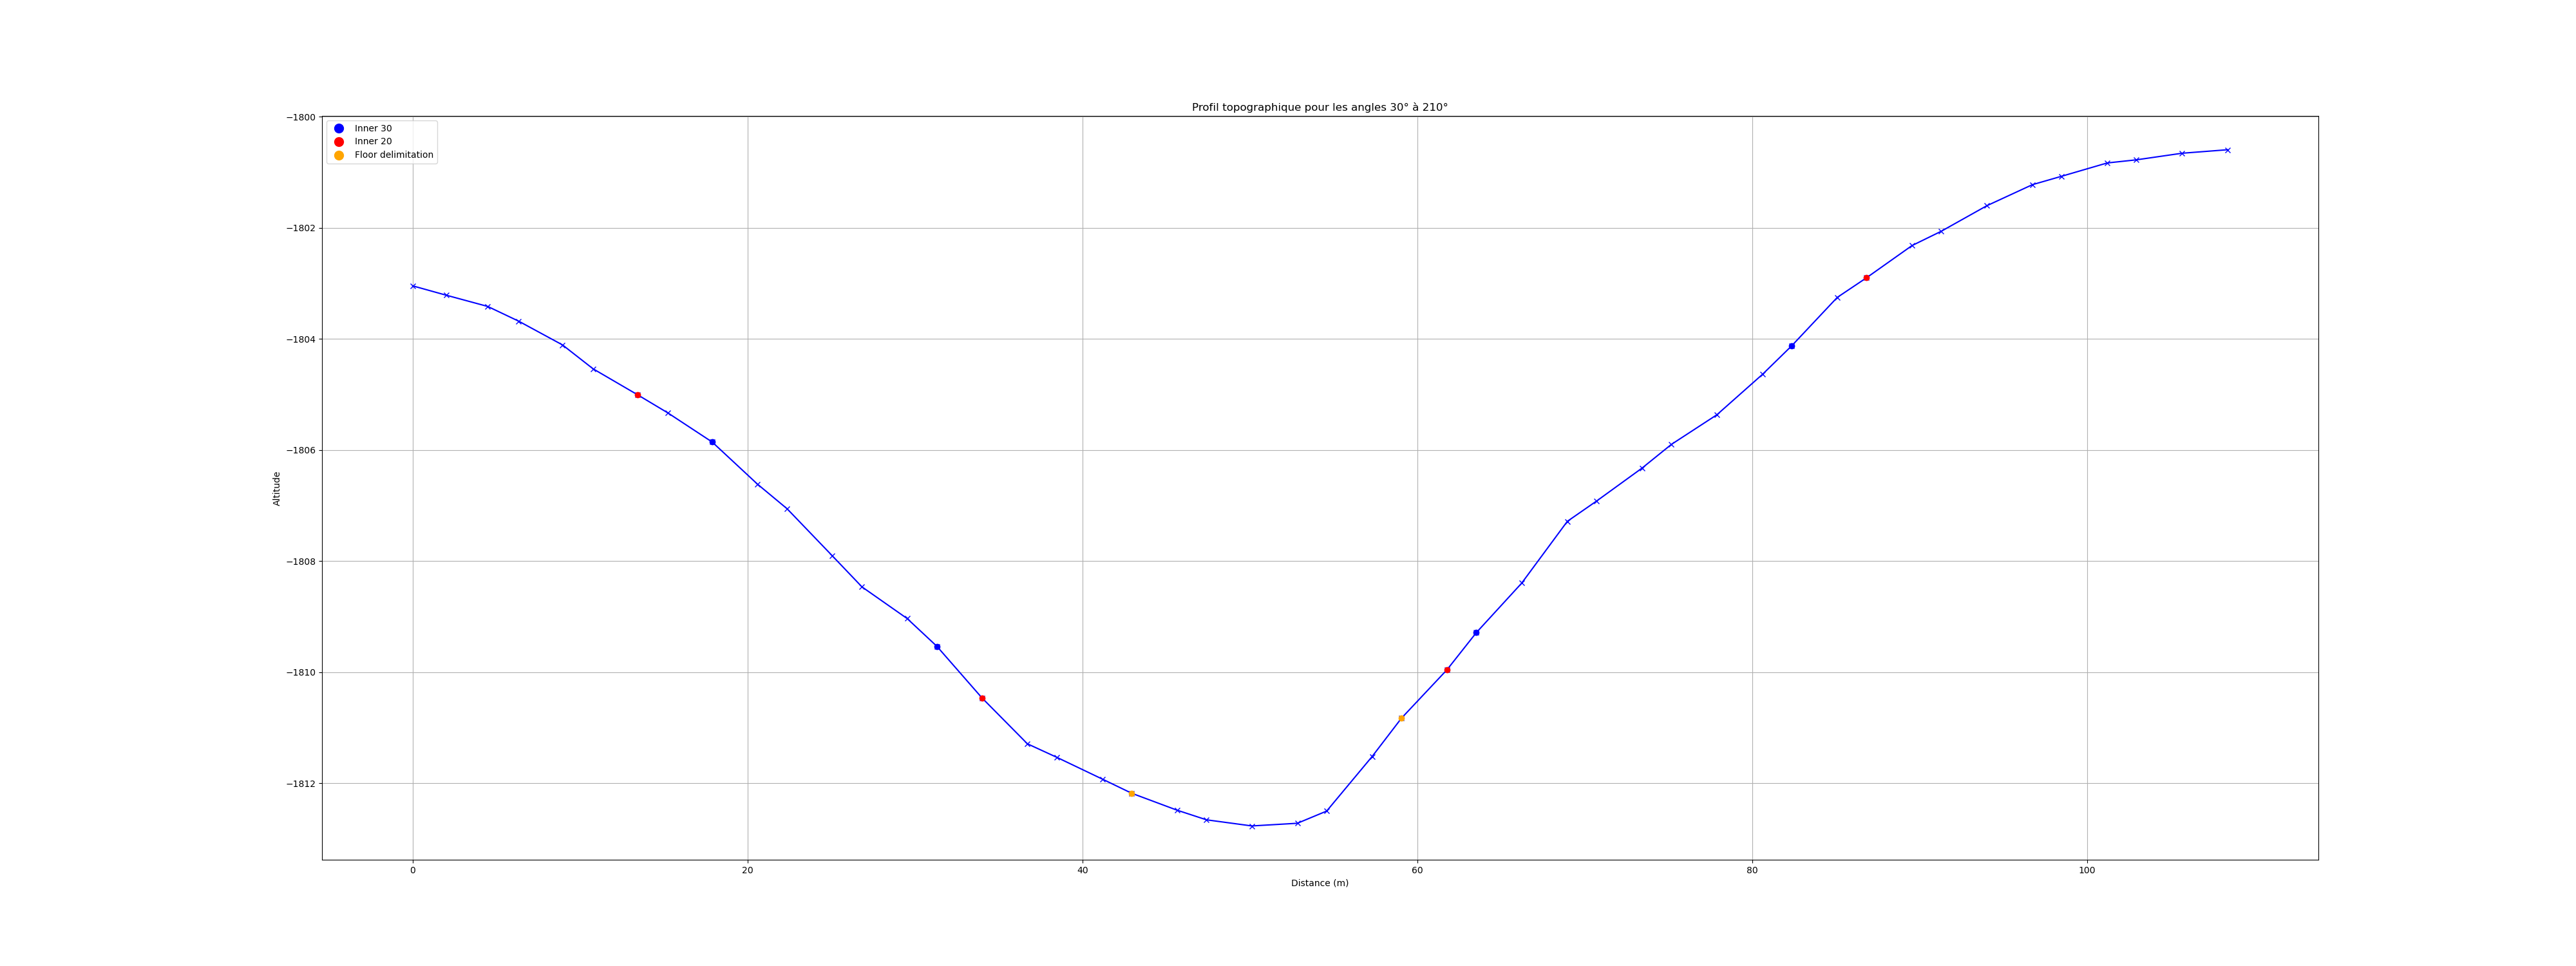 Profil topographique pour les angles 30° à 210°
Inner 30
Inner 20
Floor delimitation
Altitude
−1800
−1802
−1804
−1806
−1808
−1810
−1812
0
20
40
60
80
100
Distance (m)